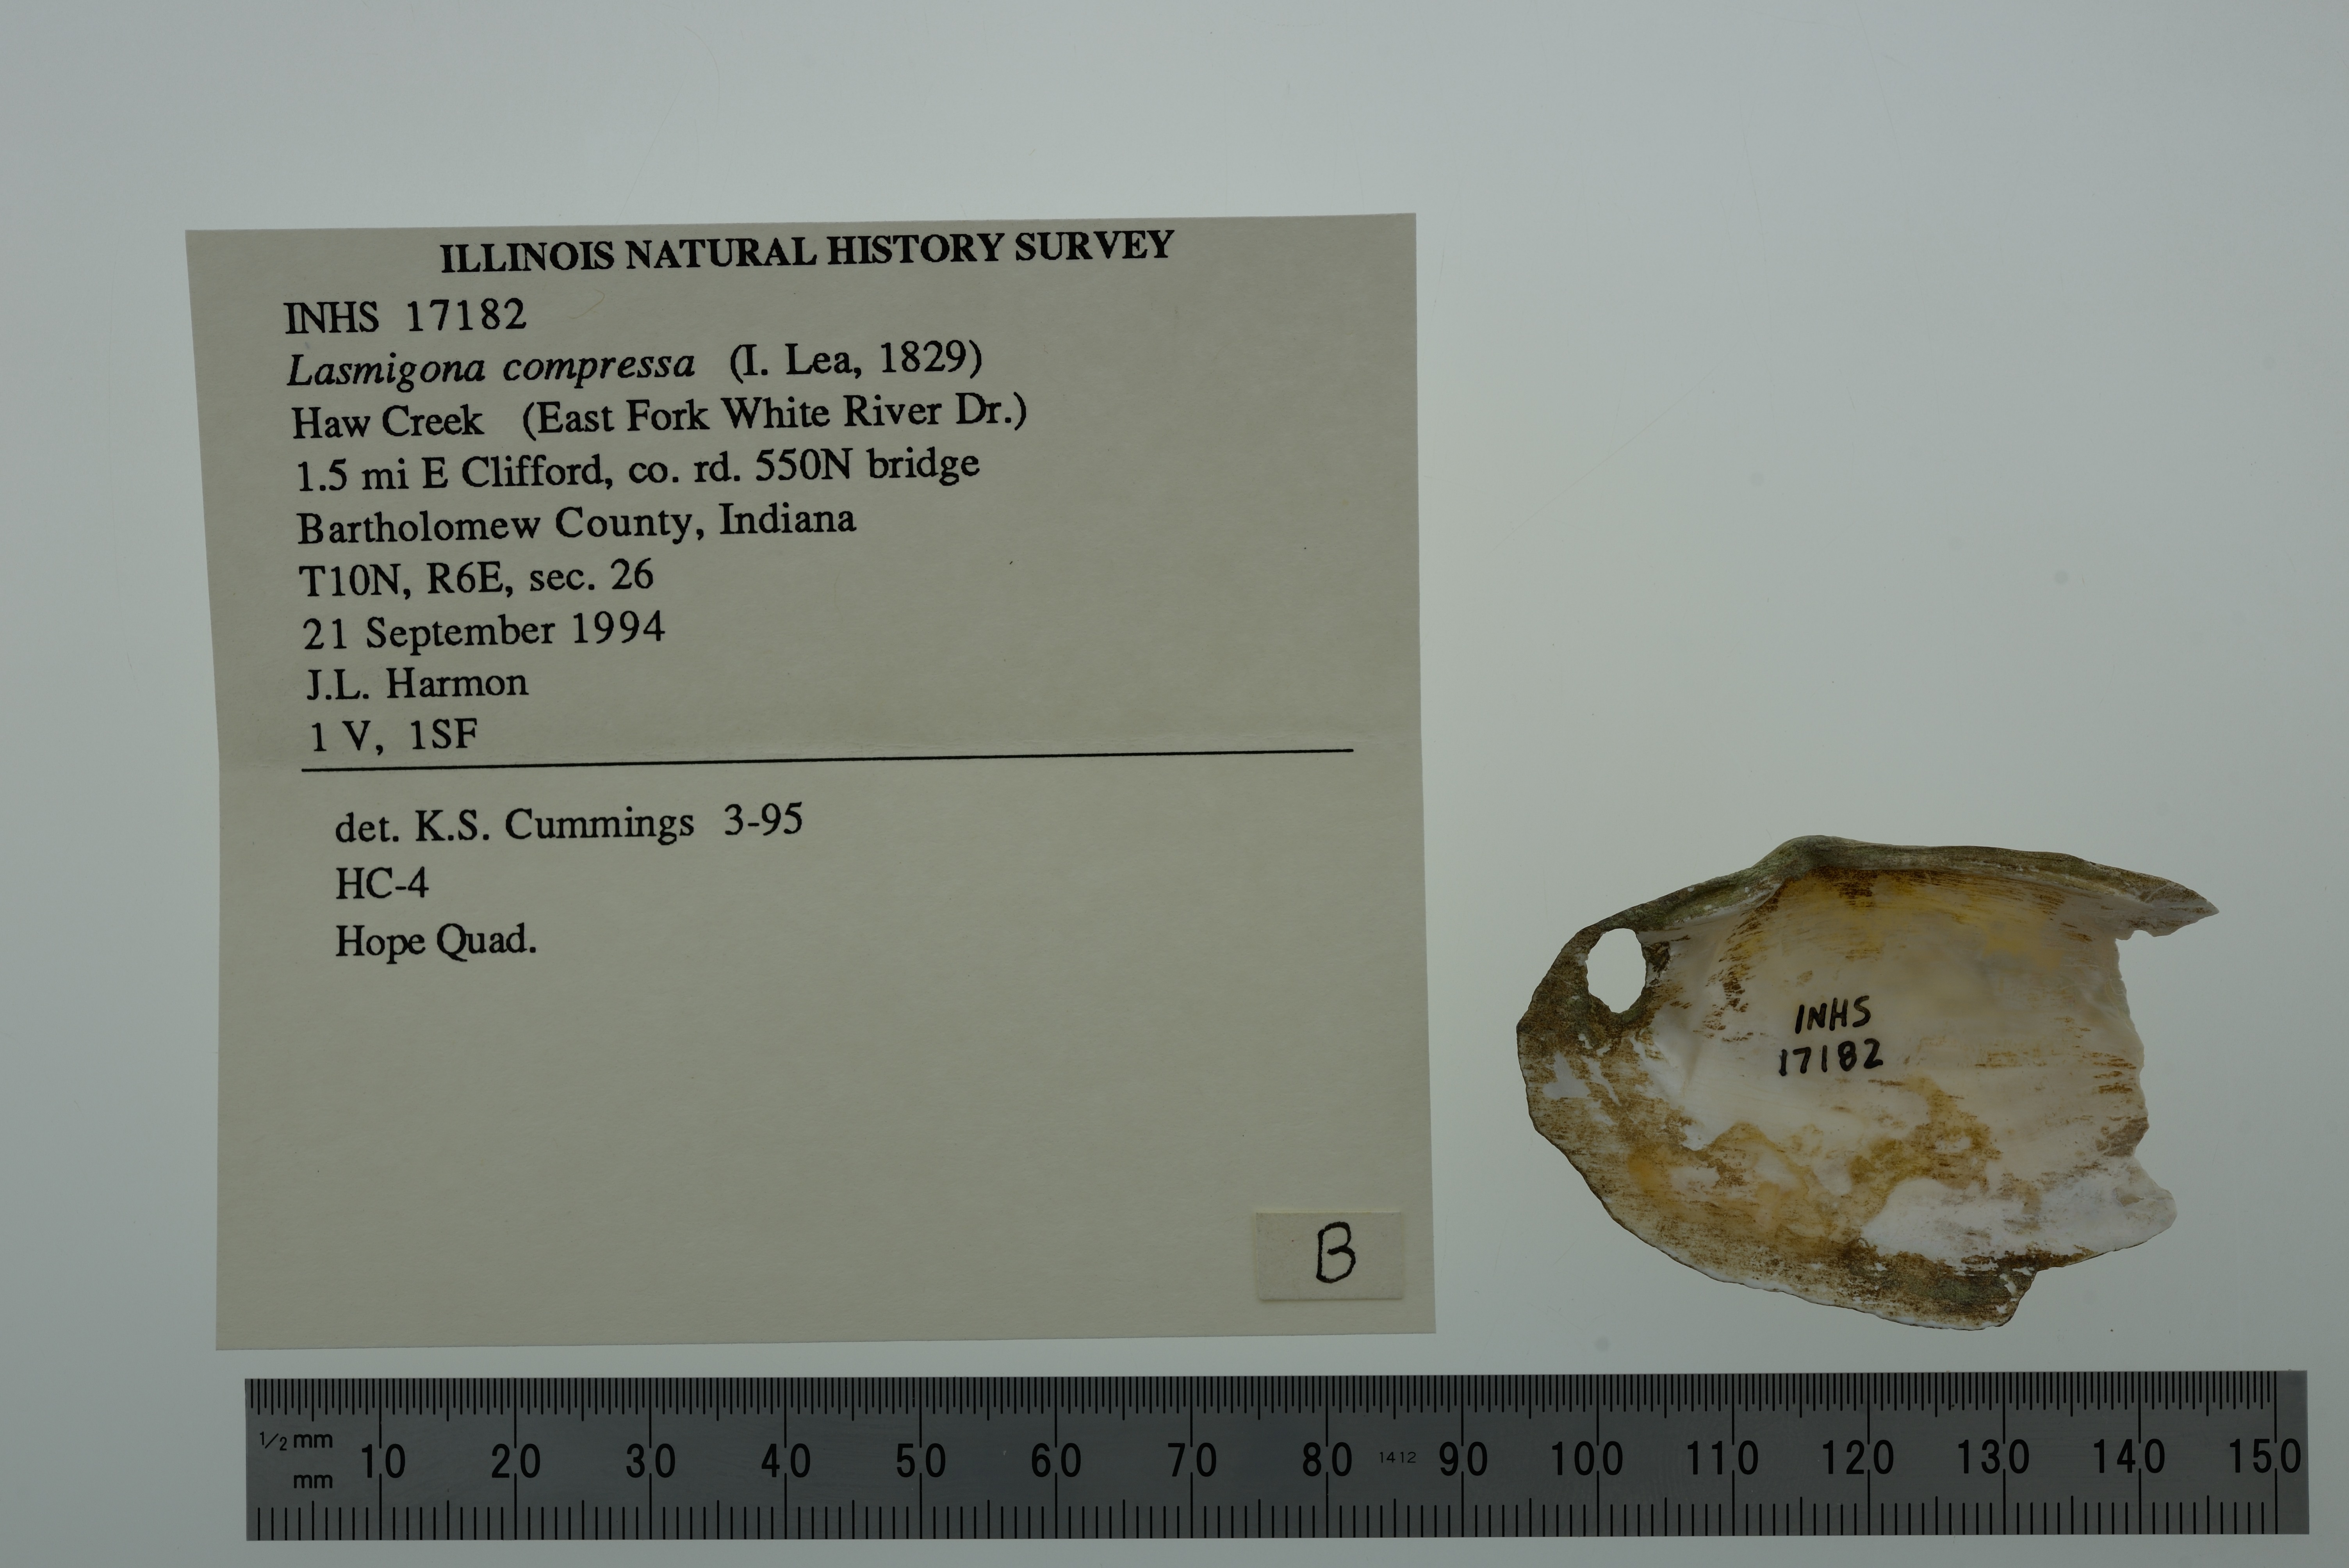 ILLINOIS NATURAL HISTORY SURVEY
INHS 17182
Lasmigona compressa (I. Lea, 1829)
Haw Creek (East Fork White River Dr.)
1.5 mi E Clifford, co. rd. 550N bridge
Bartholomew County, Indiana
T10N, R6E, sec. 26
21 September 1994
J.L. Harmon
1 V, 1SF
det. K.S. Cummings 3-95
HC-4
Hope Quad.
B
INHS
17182
1/2 mm
mm 10 20 30 40 50 60 70 80 1412 90 100 110 120 130 140 150